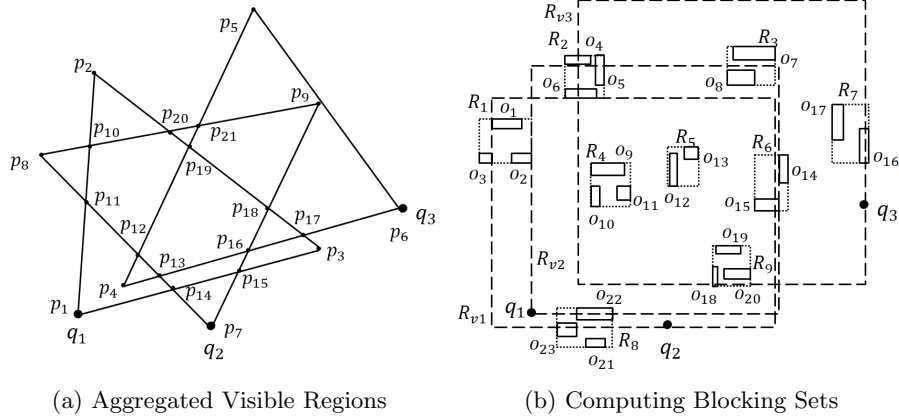 p5
p2
p9
p20
p10
p21
p8
p19
p11
p18
p17
q3
p12
p16
p6
p13
p3
p4
p15
p1
p14
q1
p7
q2
(a) Aggregated Visible Regions
Rv3
R2
o4
R3
o7
o6
o5
o8
R1
o1
R7
o17
R5
R6
R4
o9
o13
o3
o2
o14
o16
o11
o12
o15
o10
q3
o19
Rv2
R9
o18
o20
q1
o22
Rv1
o23
R8
q2
o21
(b) Computing Blocking Sets